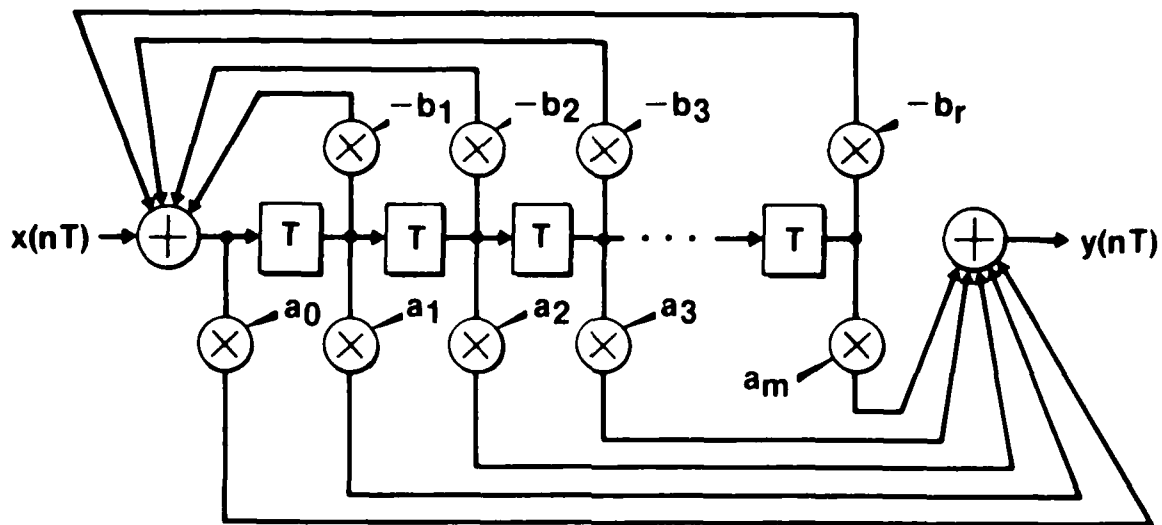 -b1 -b2 -b3 -br
x(nT) + T T T .... T + y(nT)
a0 a1 a2 a3
am